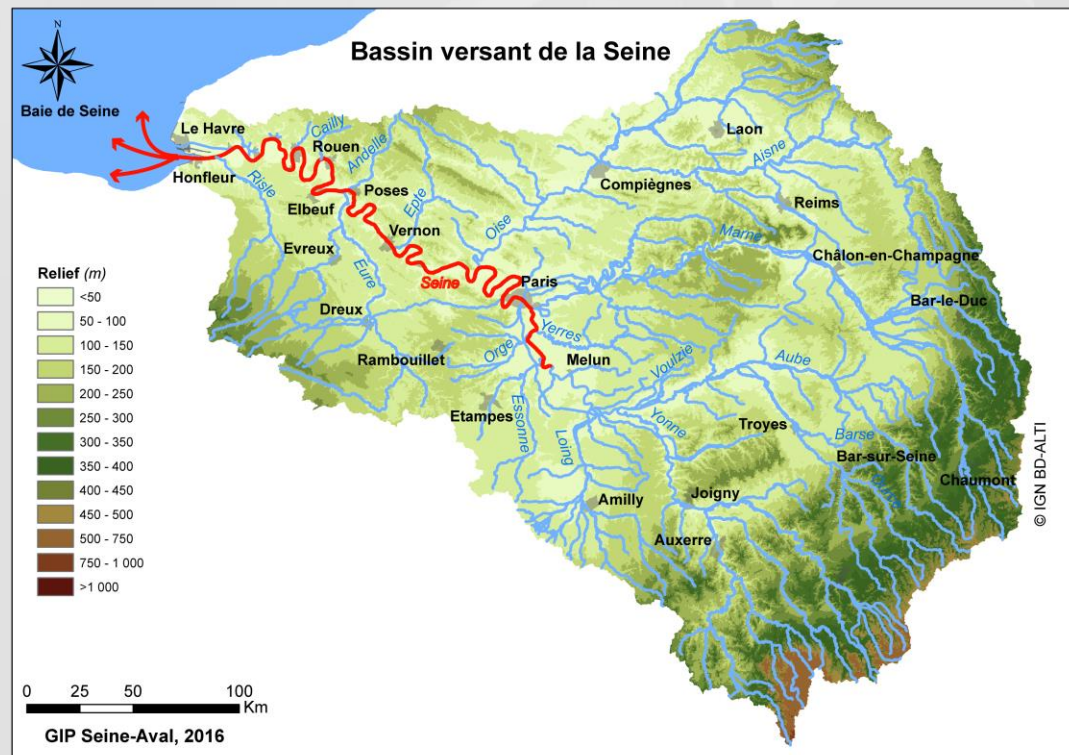 Bassin versant de la Seine
Baie de Seine
Le Havre
Cailly
Rouen
Andelle
Honfleur
Risle
Elbeuf
Poses
Epte
Vernon
Evreux
Eure
Oise
Compiègnes
Laon
Aisne
Reims
Marne
Châlon-en-Champagne
Bar-le-Duc
Seine
Paris
Dreux
Yerres
Rambouillet
Orge
Melun
Voulzie
Aube
Etampes
Essonne
Loing
Yonne
Troyes
Barse
Bar-sur-Seine
Chaumont
Amilly
Joigny
Auxerre
Relief (m)
<50
50 - 100
100 - 150
150 - 200
200 - 250
250 - 300
300 - 350
350 - 400
400 - 450
450 - 500
500 - 750
750 - 1 000
>1 000
0 25 50 100
Km
GIP Seine-Aval, 2016
© IGN BD-ALTI